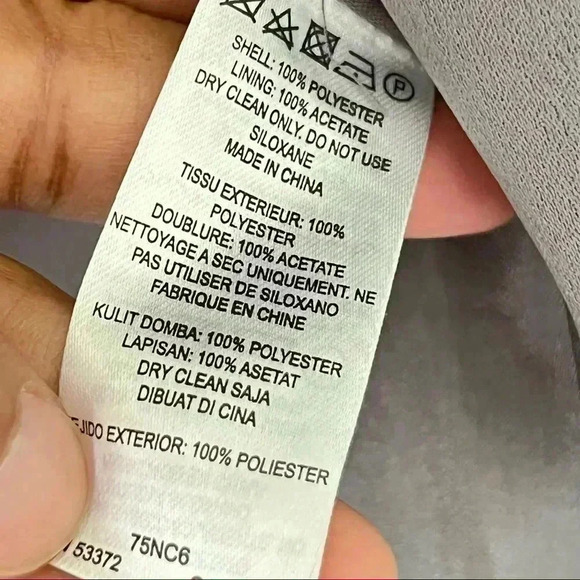 P
SHELL: 100% POLYESTER
LINING: 100% ACETATE
DRY CLEAN ONLY. DO NOT USE
SILOXANE
MADE IN CHINA
TISSU EXTERIEUR: 100%
POLYESTER
DOUBLURE: 100% ACETATE
NETTOYAGE A SEC UNIQUEMENT. NE
PAS UTILISER DE SILOXANO
FABRIQUE EN CHINE
KULIT DOMBA: 100% POLYESTER
LAPISAN: 100% ASETAT
DRY CLEAN SAJA
DIBUAT DI CINA
EJIDO EXTERIOR: 100% POLIESTER
75NC6
53372